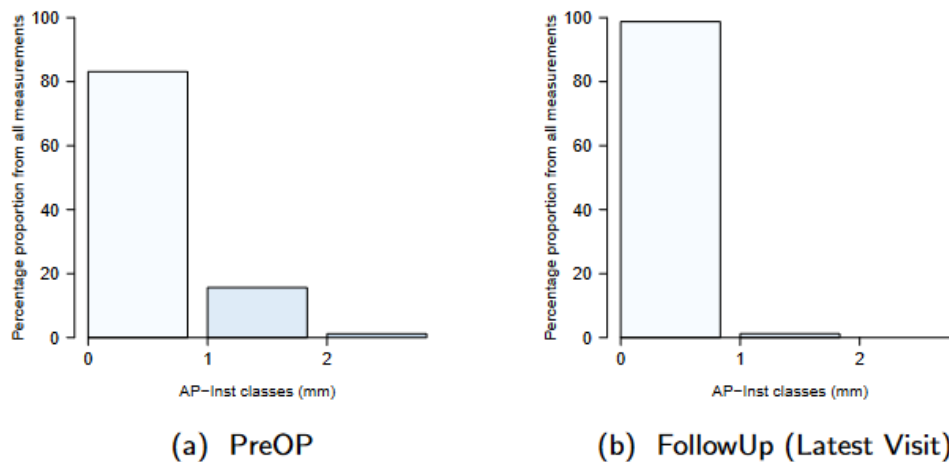 Percentage proportion from all measurements
100
80
60
40
20
0
0 1 2
AP-Inst classes (mm)
(a) PreOP
Percentage proportion from all measurements
100
80
60
40
20
0
0 1 2
AP-Inst classes (mm)
(b) FollowUp (Latest Visit)